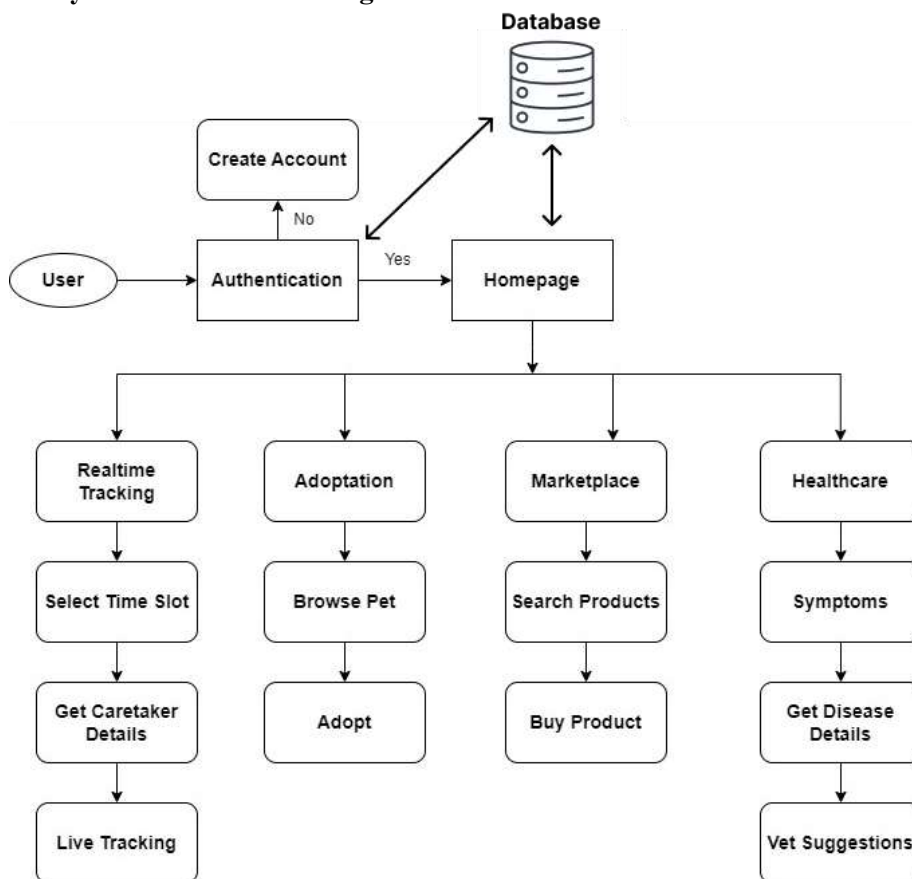 Database
Create Account
No
User
Authentication
Yes
Homepage
Realtime
Tracking
Adoptation
Marketplace
Healthcare
Select Time Slot
Browse Pet
Search Products
Symptoms
Get Caretaker
Details
Adopt
Buy Product
Get Disease
Details
Live Tracking
Vet Suggestions